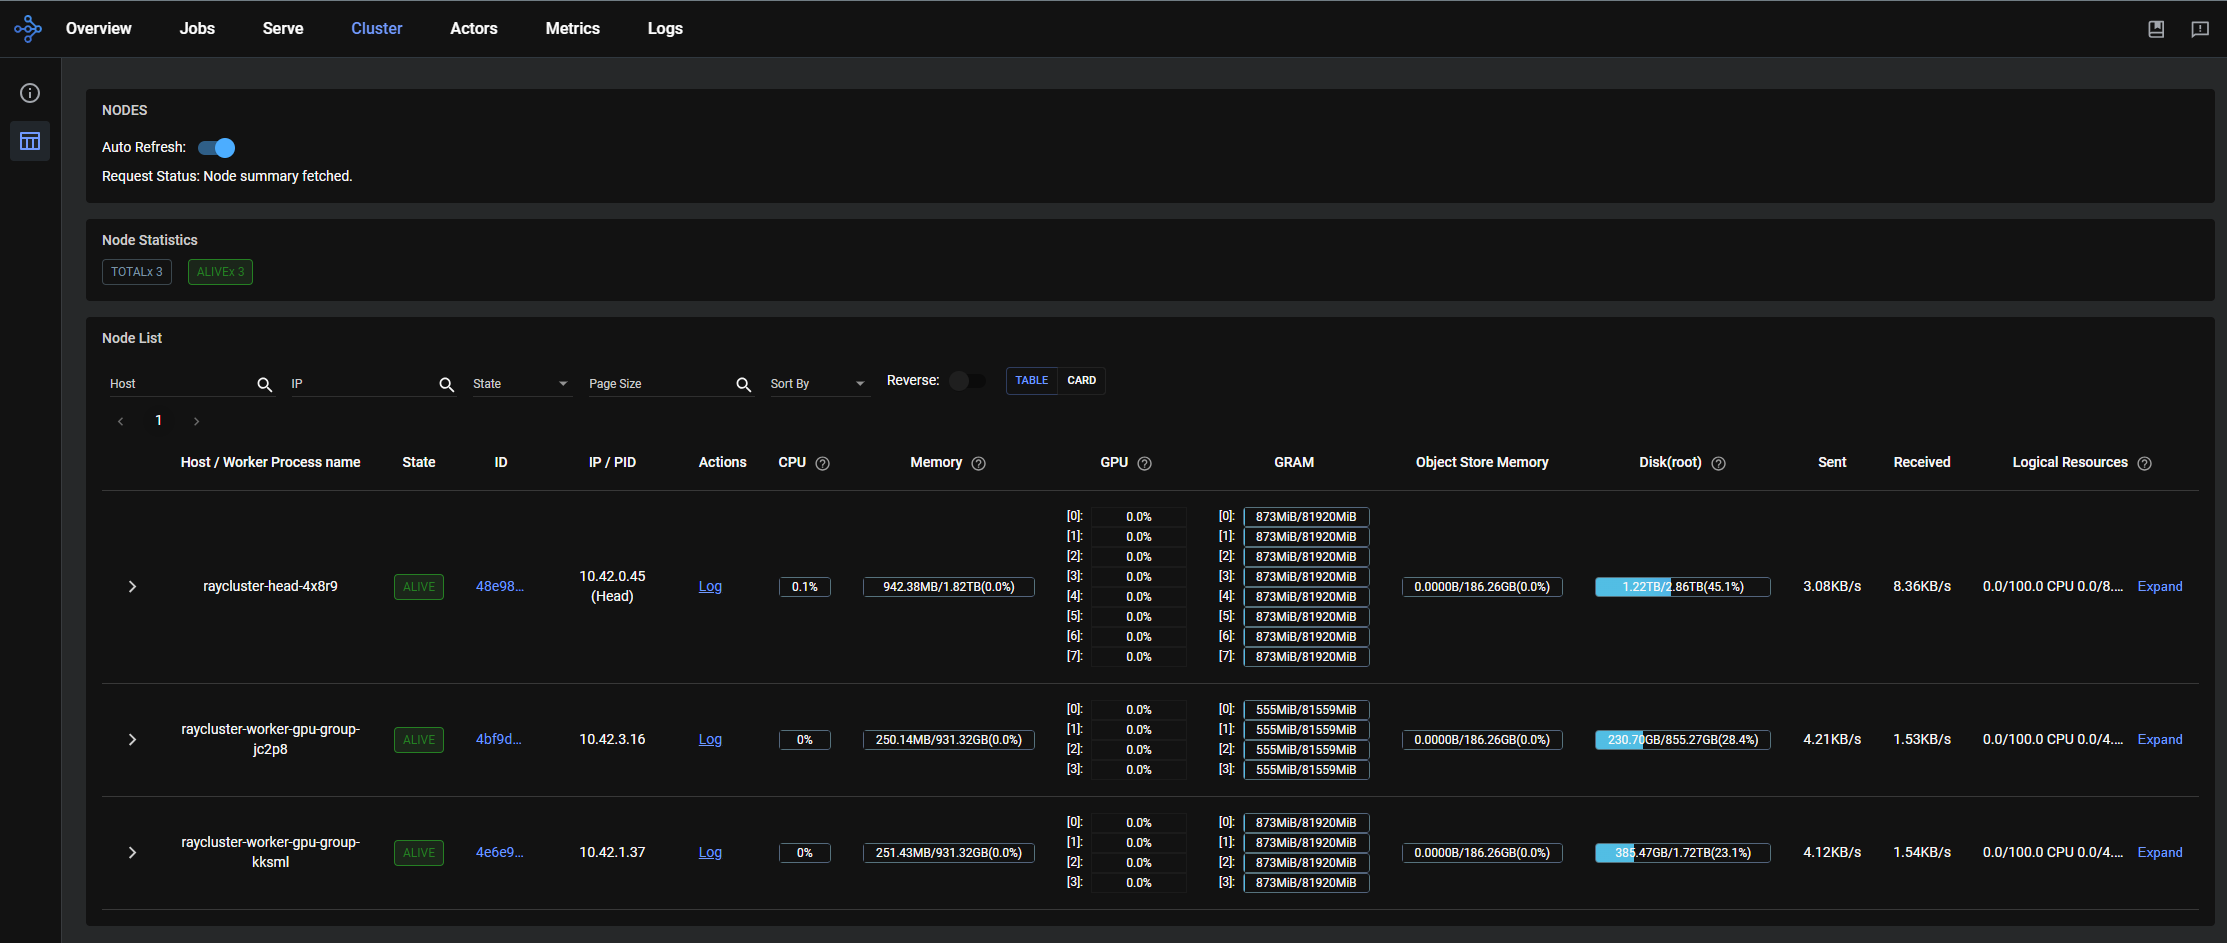 Overview Jobs Serve Cluster Actors Metrics Logs
NODES
Auto Refresh:
Request Status: Node summary fetched.
Node Statistics
TOTALx 3 ALIVEx 3
Node List
Host IP State Page Size Sort By Reverse: TABLE CARD
1
Host / Worker Process name State ID IP / PID Actions CPU Memory GPU GRAM Object Store Memory Disk(root) Sent Received Logical Resources
[0]: 0.0% [0]: 873MiB/81920MiB
[1]: 0.0% [1]: 873MiB/81920MiB
[2]: 0.0% [2]: 873MiB/81920MiB
[3]: 0.0% [3]: 873MiB/81920MiB
raycluster-head-4x8r9 ALIVE 48e98... 10.42.0.45 (Head) Log 0.1% 942.38MB/1.82TB(0.0%) 0.0000B/186.26GB(0.0%) 1.22TB/2.86TB(45.1%) 3.08KB/s 8.36KB/s 0.0/100.0 CPU 0.0/8.... Expand
[4]: 0.0% [4]: 873MiB/81920MiB
[5]: 0.0% [5]: 873MiB/81920MiB
[6]: 0.0% [6]: 873MiB/81920MiB
[7]: 0.0% [7]: 873MiB/81920MiB
[0]: 0.0% [0]: 555MiB/81559MiB
[1]: 0.0% [1]: 555MiB/81559MiB
raycluster-worker-gpu-group-jc2p8 ALIVE 4bf9d... 10.42.3.16 Log 0% 250.14MB/931.32GB(0.0%) 0.0000B/186.26GB(0.0%) 230.70GB/855.27GB(28.4%) 4.21KB/s 1.53KB/s 0.0/100.0 CPU 0.0/4.... Expand
[2]: 0.0% [2]: 555MiB/81559MiB
[3]: 0.0% [3]: 555MiB/81559MiB
[0]: 0.0% [0]: 873MiB/81920MiB
[1]: 0.0% [1]: 873MiB/81920MiB
raycluster-worker-gpu-group-kksml ALIVE 4e6e9... 10.42.1.37 Log 0% 251.43MB/931.32GB(0.0%) 0.0000B/186.26GB(0.0%) 385.47GB/1.72TB(23.1%) 4.12KB/s 1.54KB/s 0.0/100.0 CPU 0.0/4.... Expand
[2]: 0.0% [2]: 873MiB/81920MiB
[3]: 0.0% [3]: 873MiB/81920MiB